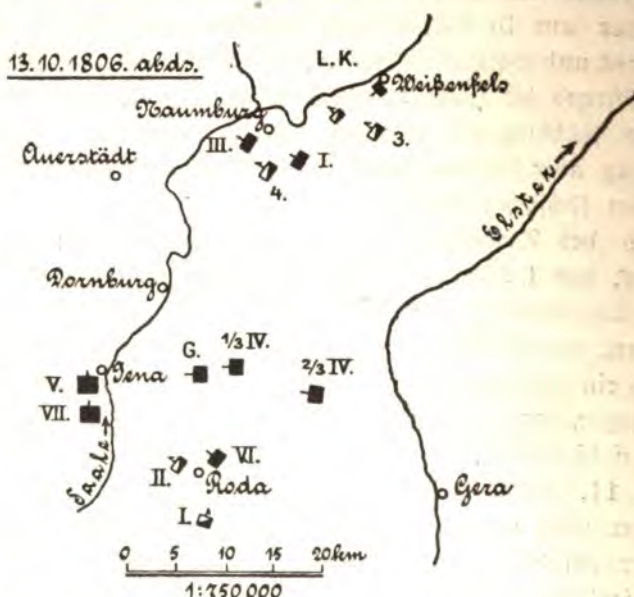 13.10.1806. abds.
L.K.
Weißenfels
Naumburg
III.
I.
3.
4.
Auerstädt
Elster
Dornburg
G.
1/3 IV.
2/3 IV.
V.
Jena
VII.
Saale
II.
VI.
Roda
Gera
1.
0 5 10 15 20km
1:750 000